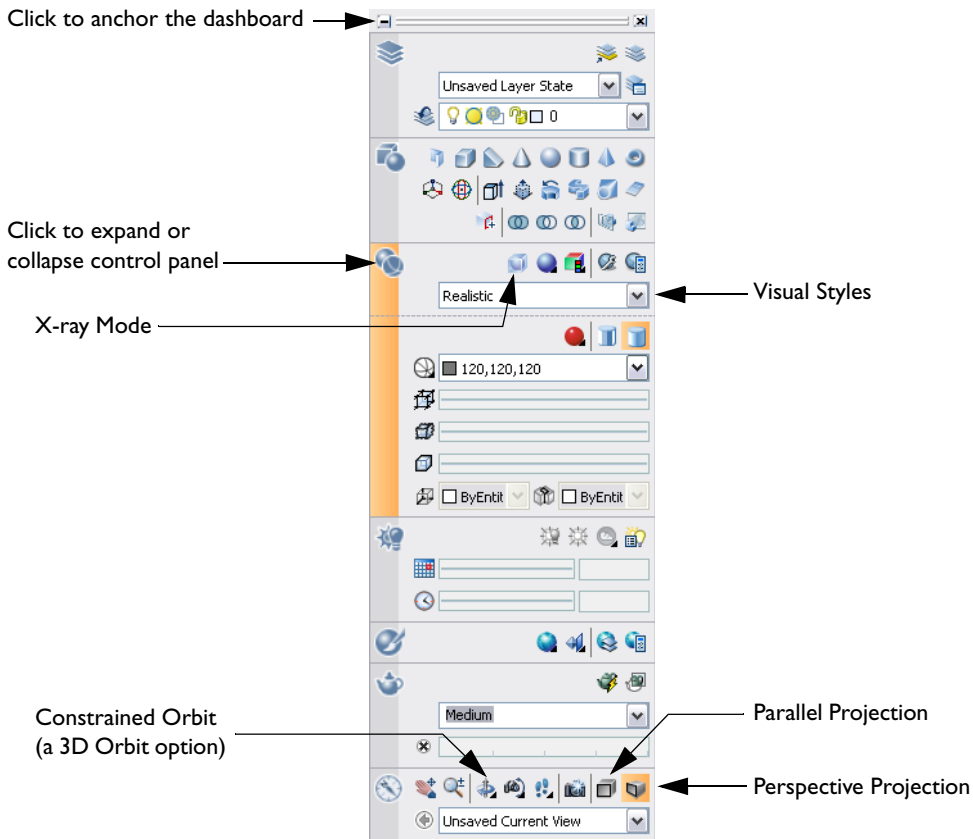 Click to anchor the dashboard
Unsaved Layer State
0
Click to expand or
collapse control panel
Realistic
Visual Styles
X-ray Mode
120,120,120
ByEntit
ByEntit
Medium
Constrained Orbit
(a 3D Orbit option)
Parallel Projection
Perspective Projection
Unsaved Current View